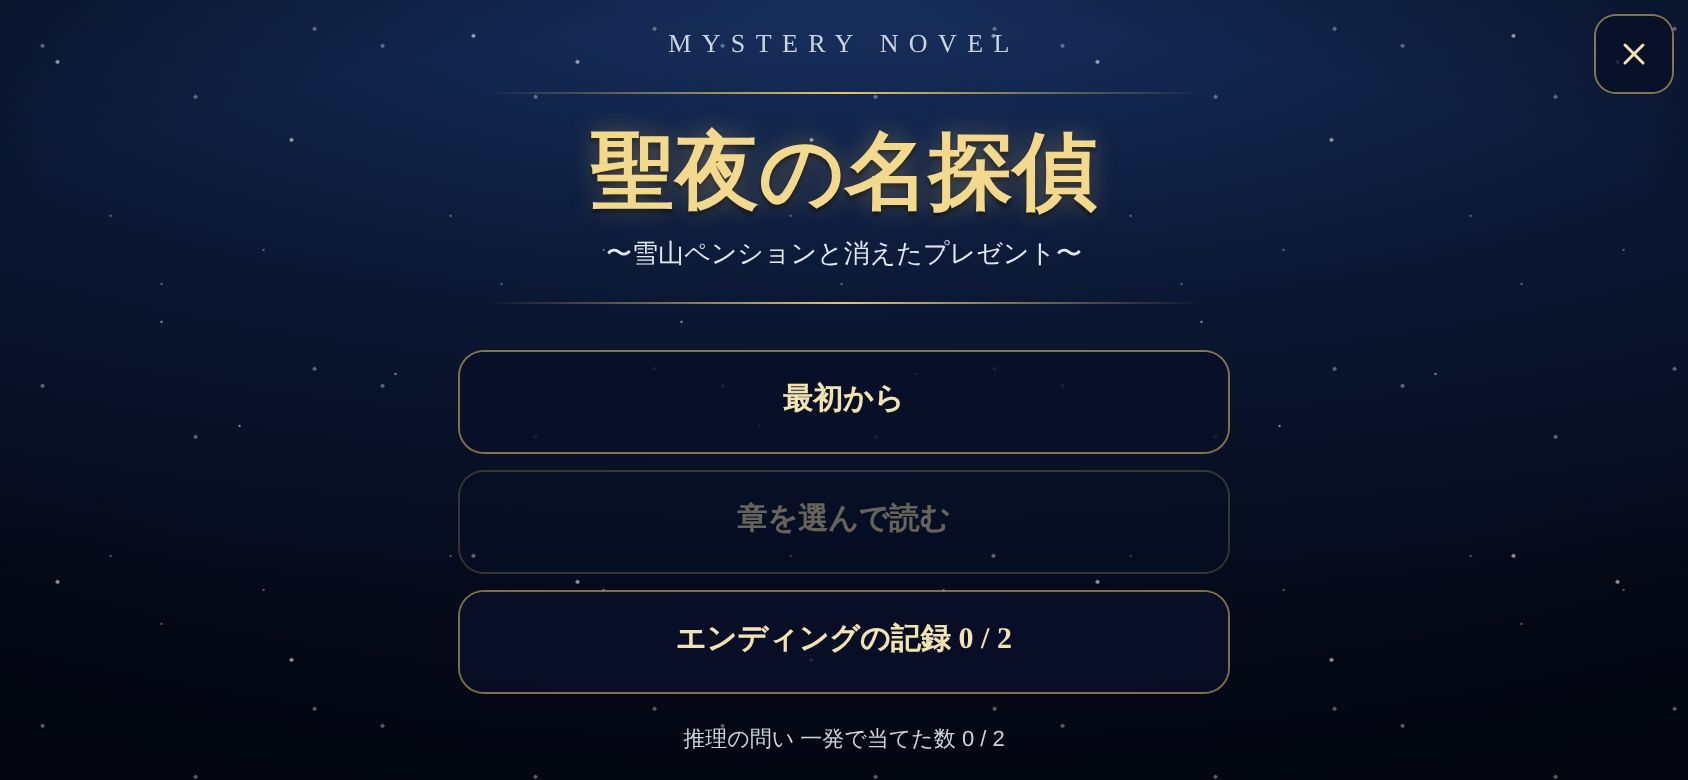 MYSTERY NOVEL
聖夜の名探偵
〜雪山ペンションと消えたプレゼント〜
最初から
章を選んで読む
エンディングの記録 0 / 2
推理の問い 一発で当てた数 0 / 2